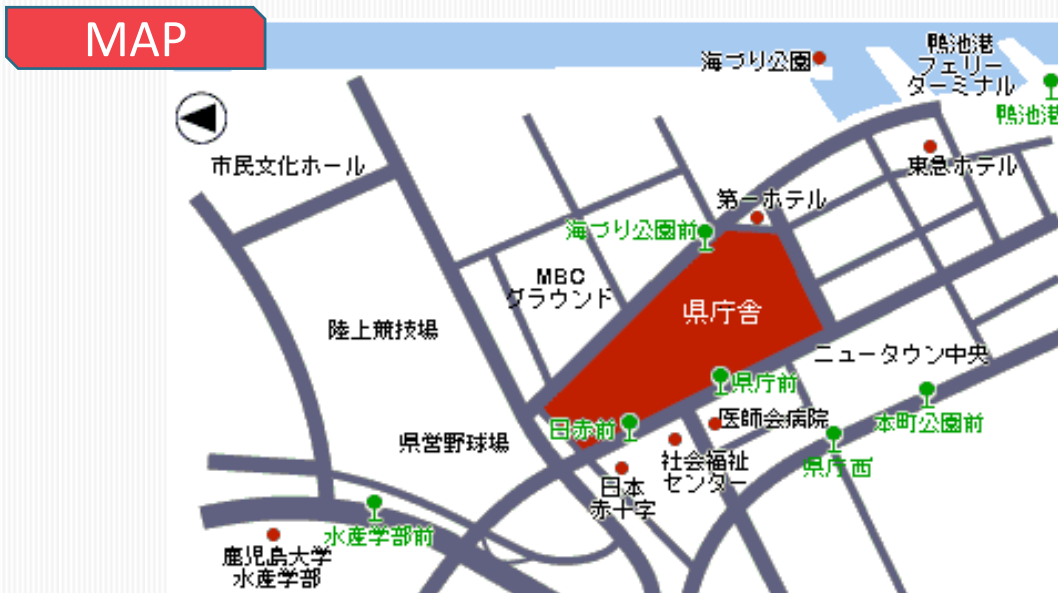 MAP
海づり公園
鴨池港
フェリー
ターミナル
鴨池港
市民文化ホール
東急ホテル
第一ホテル
海づり公園前
MBC
グラウンド
県庁舎
陸上競技場
ニュータウン中央
県庁前
医師会病院
本町公園前
日赤前
県営野球場
社会福祉
センター
県庁西
日本
赤十字
水産学部前
鹿児島大学
水産学部